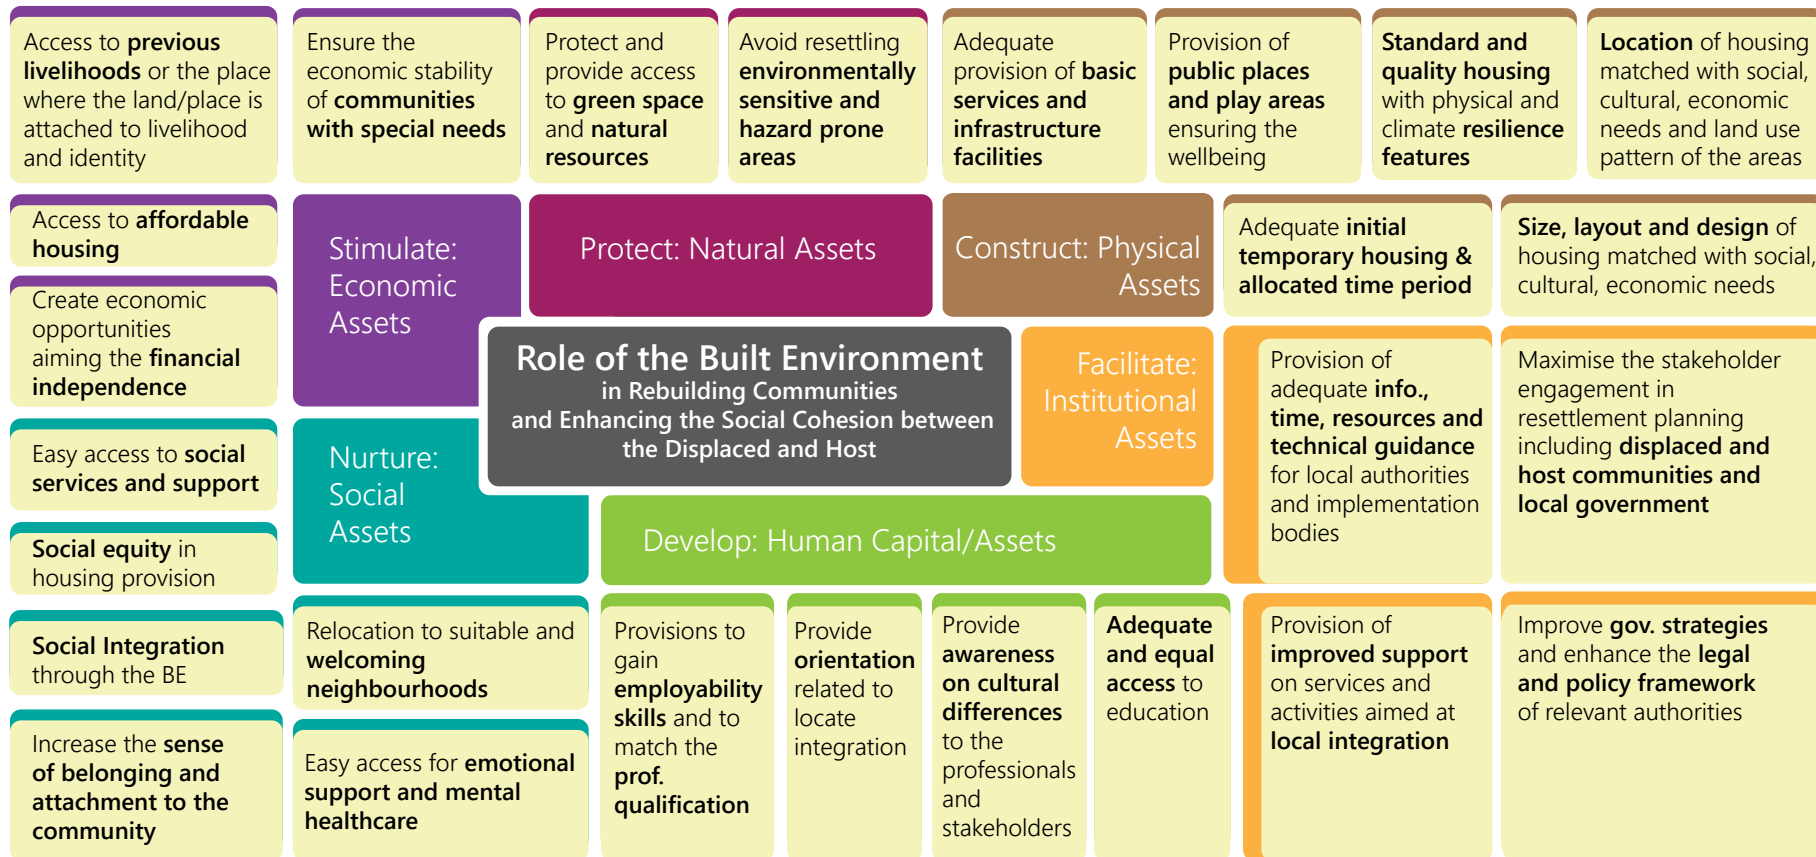 Access to previous
livelihoods or the place
where the land/place is
attached to livelihood
and identity
Ensure the
economic stability
of communities
with special needs
Protect and
provide access
to green space
and natural
resources
Avoid resettling
environmentally
sensitive and
hazard prone
areas
Adequate
provision of basic
services and
infrastructure
facilities
Provision of
public places
and play areas
ensuring the
wellbeing
Standard and
quality housing
with physical and
climate resilience
features
Location of housing
matched with social,
cultural, economic
needs and land use
pattern of the areas
Access to affordable
housing
Create economic
opportunities
aiming the financial
independence
Stimulate:
Economic
Assets
Protect: Natural Assets
Construct: Physical
Assets
Adequate initial
temporary housing &
allocated time period
Size, layout and design of
housing matched with social,
cultural, economic needs
Role of the Built Environment
in Rebuilding Communities
and Enhancing the Social Cohesion between
the Displaced and Host
Facilitate:
Institutional
Assets
Provision of
adequate info.,
time, resources and
technical guidance
for local authorities
and implementation
bodies
Maximise the stakeholder
engagement in
resettlement planning
including displaced and
host communities and
local government
Easy access to social
services and support
Social equity in
housing provision
Nurture:
Social
Assets
Develop: Human Capital/Assets
Social Integration
through the BE
Increase the sense
of belonging and
attachment to the
community
Relocation to suitable and
welcoming
neighbourhoods
Easy access for emotional
support and mental
healthcare
Provisions to
gain
employability
skills and to
match the
prof.
qualification
Provide
orientation
related to
locate
integration
Provide
awareness
on cultural
differences
to the
professionals
and
stakeholders
Adequate
and equal
access to
education
Provision of
improved support
on services and
activities aimed at
local integration
Improve gov. strategies
and enhance the legal
and policy framework
of relevant authorities